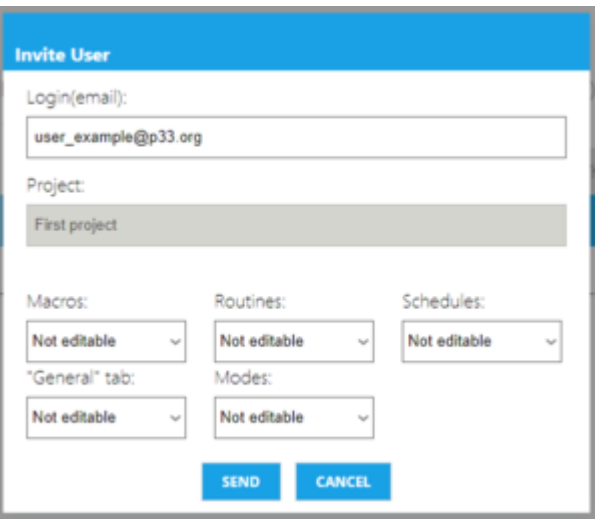 Invite User
Login(email):
user_example@p33.org
Project:
First project
Macros: Routines: Schedules:
Not editable Not editable Not editable
"General" tab: Modes:
Not editable Not editable
SEND CANCEL